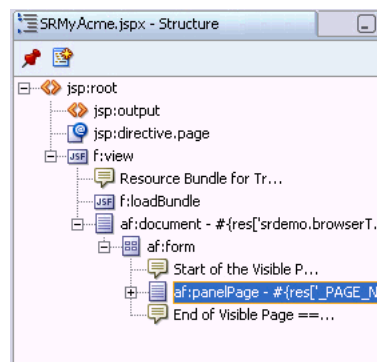 SRMyAcme.jspx - Structure
jsp:root
jsp:output
jsp:directive.page
JSF f:view
Resource Bundle for Tr...
JSF f:loadBundle
af:document - #{res['srdemo.browserT.
af:form
Start of the Visible P...
af:panelPage - #{res['_PAGE_N
End of Visible Page ==...